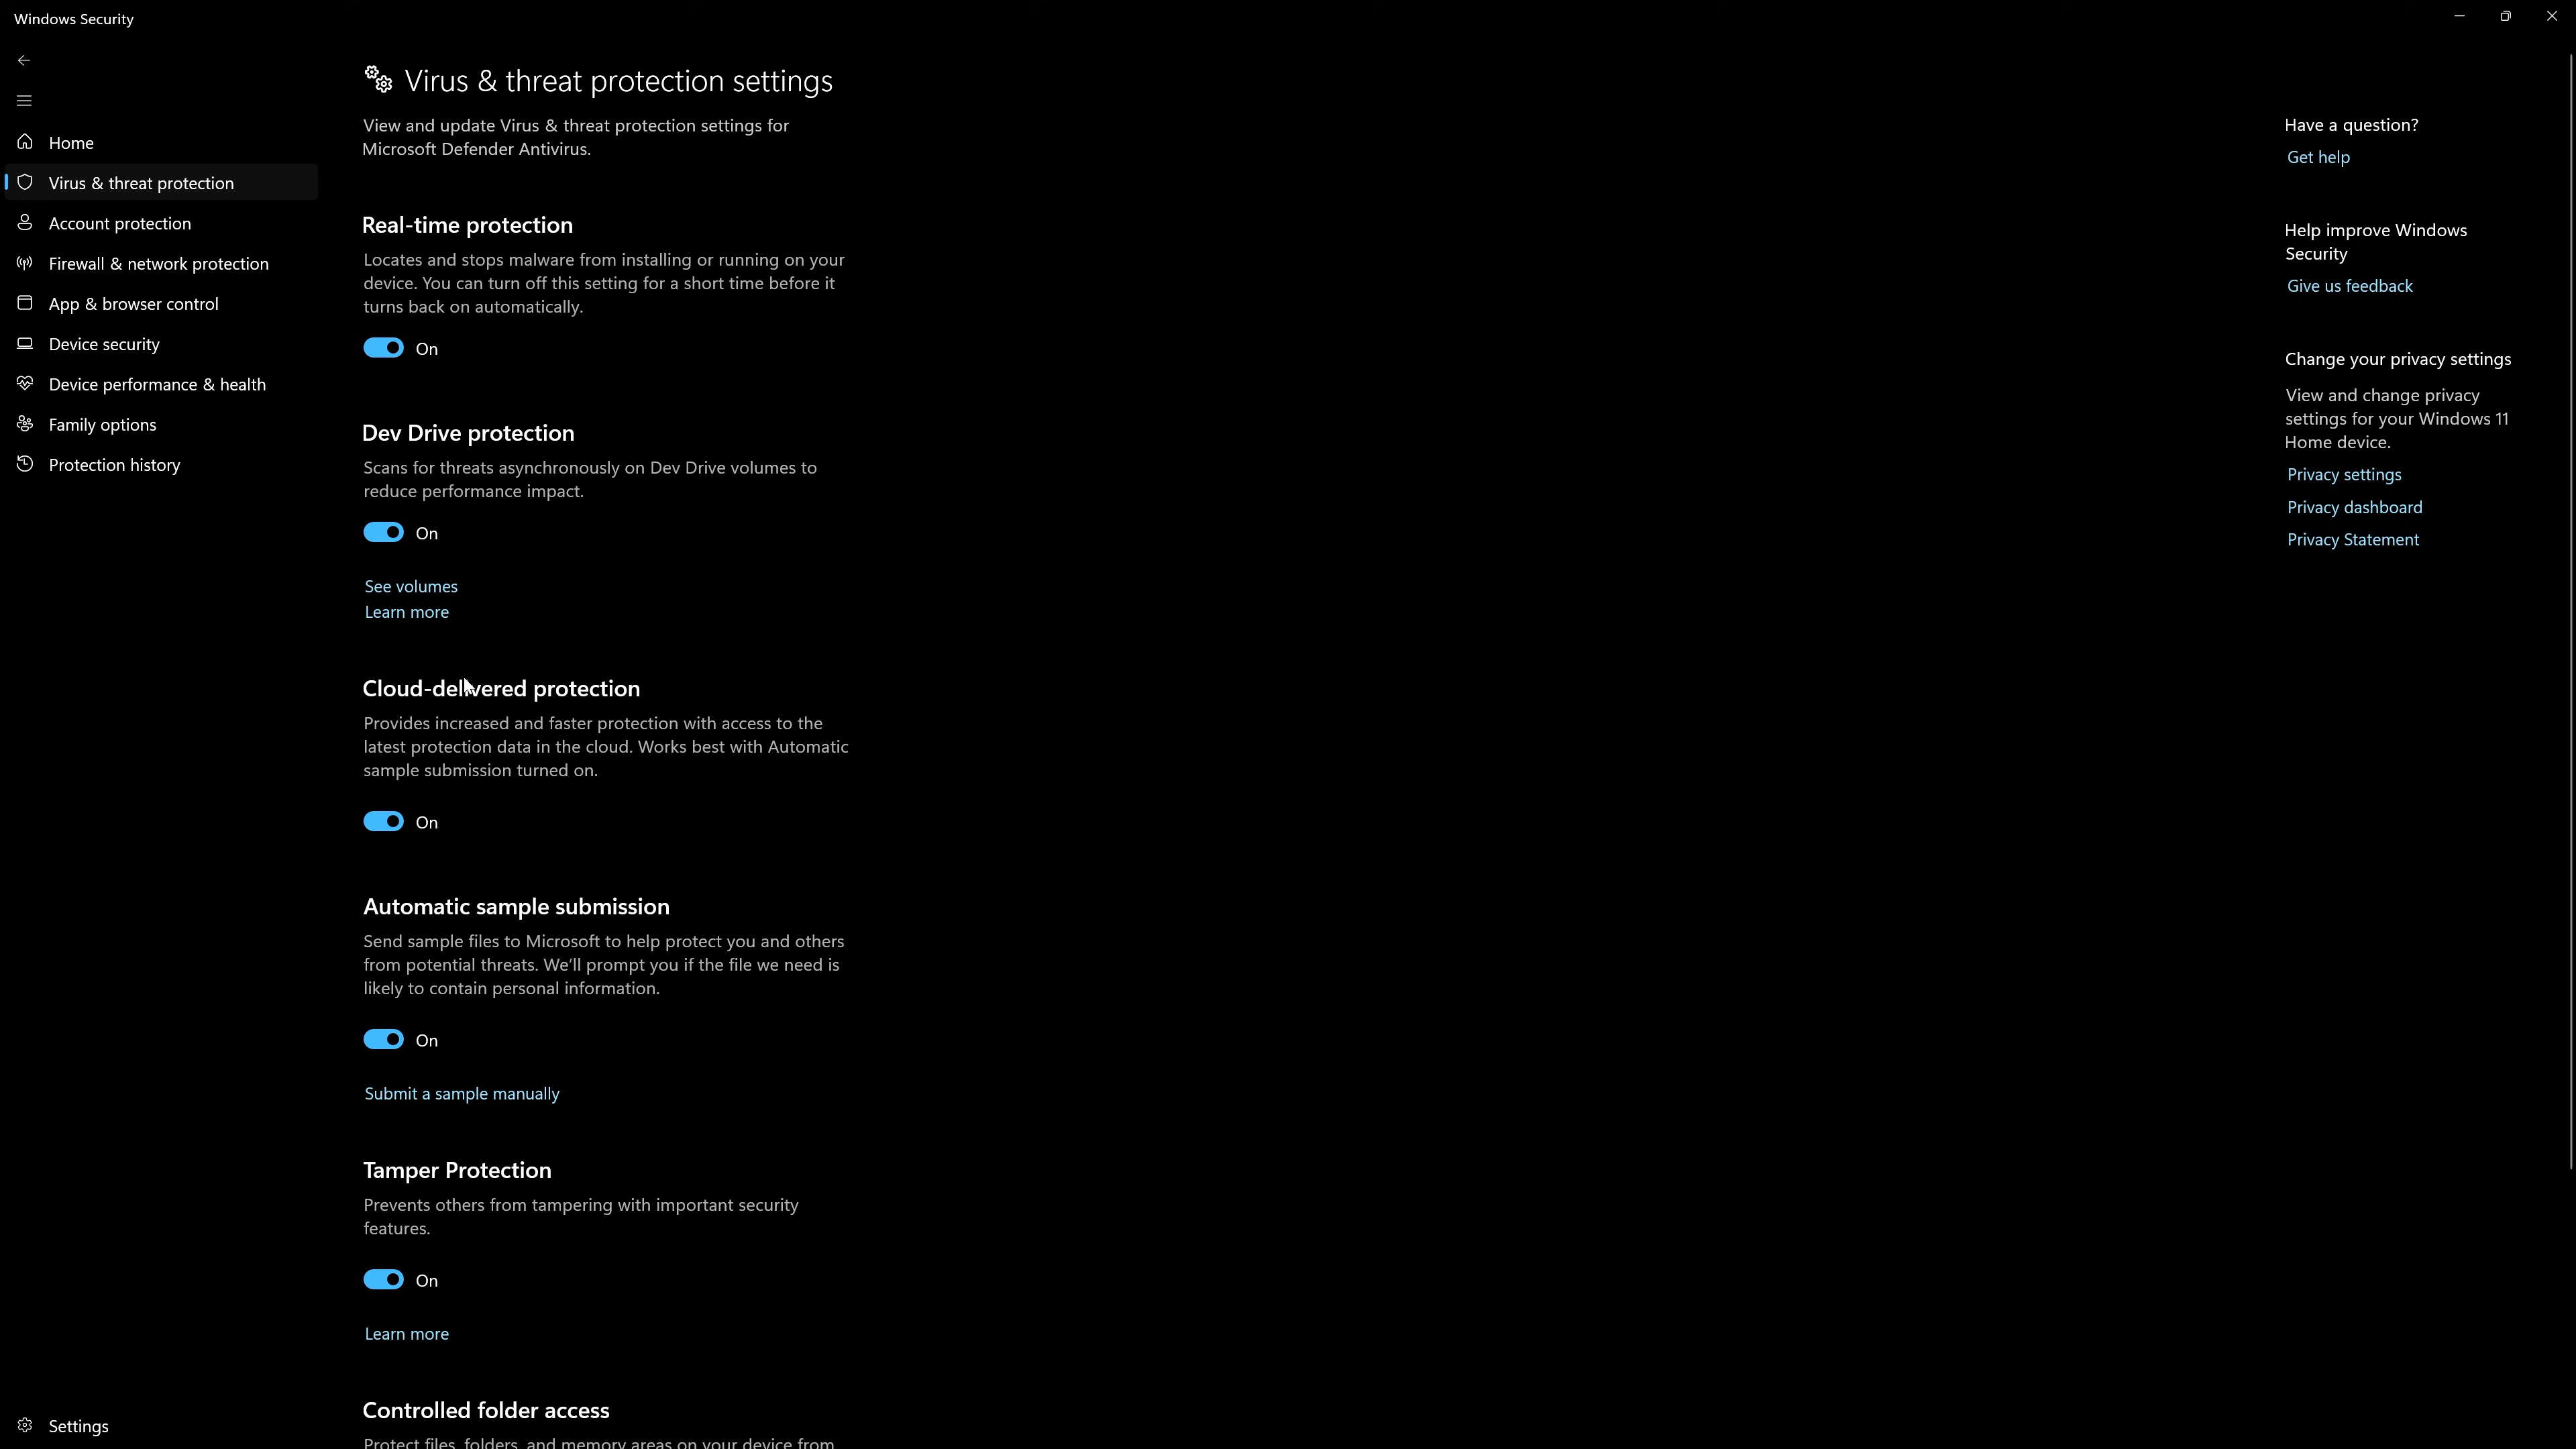 Windows Security
Home
Virus & threat protection
Account protection
Firewall & network protection
App & browser control
Device security
Device performance & health
Family options
Protection history
Settings
Virus & threat protection settings
View and update Virus & threat protection settings for
Microsoft Defender Antivirus.
Real-time protection
Locates and stops malware from installing or running on your
device. You can turn off this setting for a short time before it
turns back on automatically.
On
Dev Drive protection
Scans for threats asynchronously on Dev Drive volumes to
reduce performance impact.
On
See volumes
Learn more
Cloud-delivered protection
Provides increased and faster protection with access to the
latest protection data in the cloud. Works best with Automatic
sample submission turned on.
On
Automatic sample submission
Send sample files to Microsoft to help protect you and others
from potential threats. We'll prompt you if the file we need is
likely to contain personal information.
On
Submit a sample manually
Tamper Protection
Prevents others from tampering with important security
features.
On
Learn more
Controlled folder access
Protect files, folders, and memory areas on your device from
Have a question?
Get help
Help improve Windows
Security
Give us feedback
Change your privacy settings
View and change privacy
settings for your Windows 11
Home device.
Privacy settings
Privacy dashboard
Privacy Statement